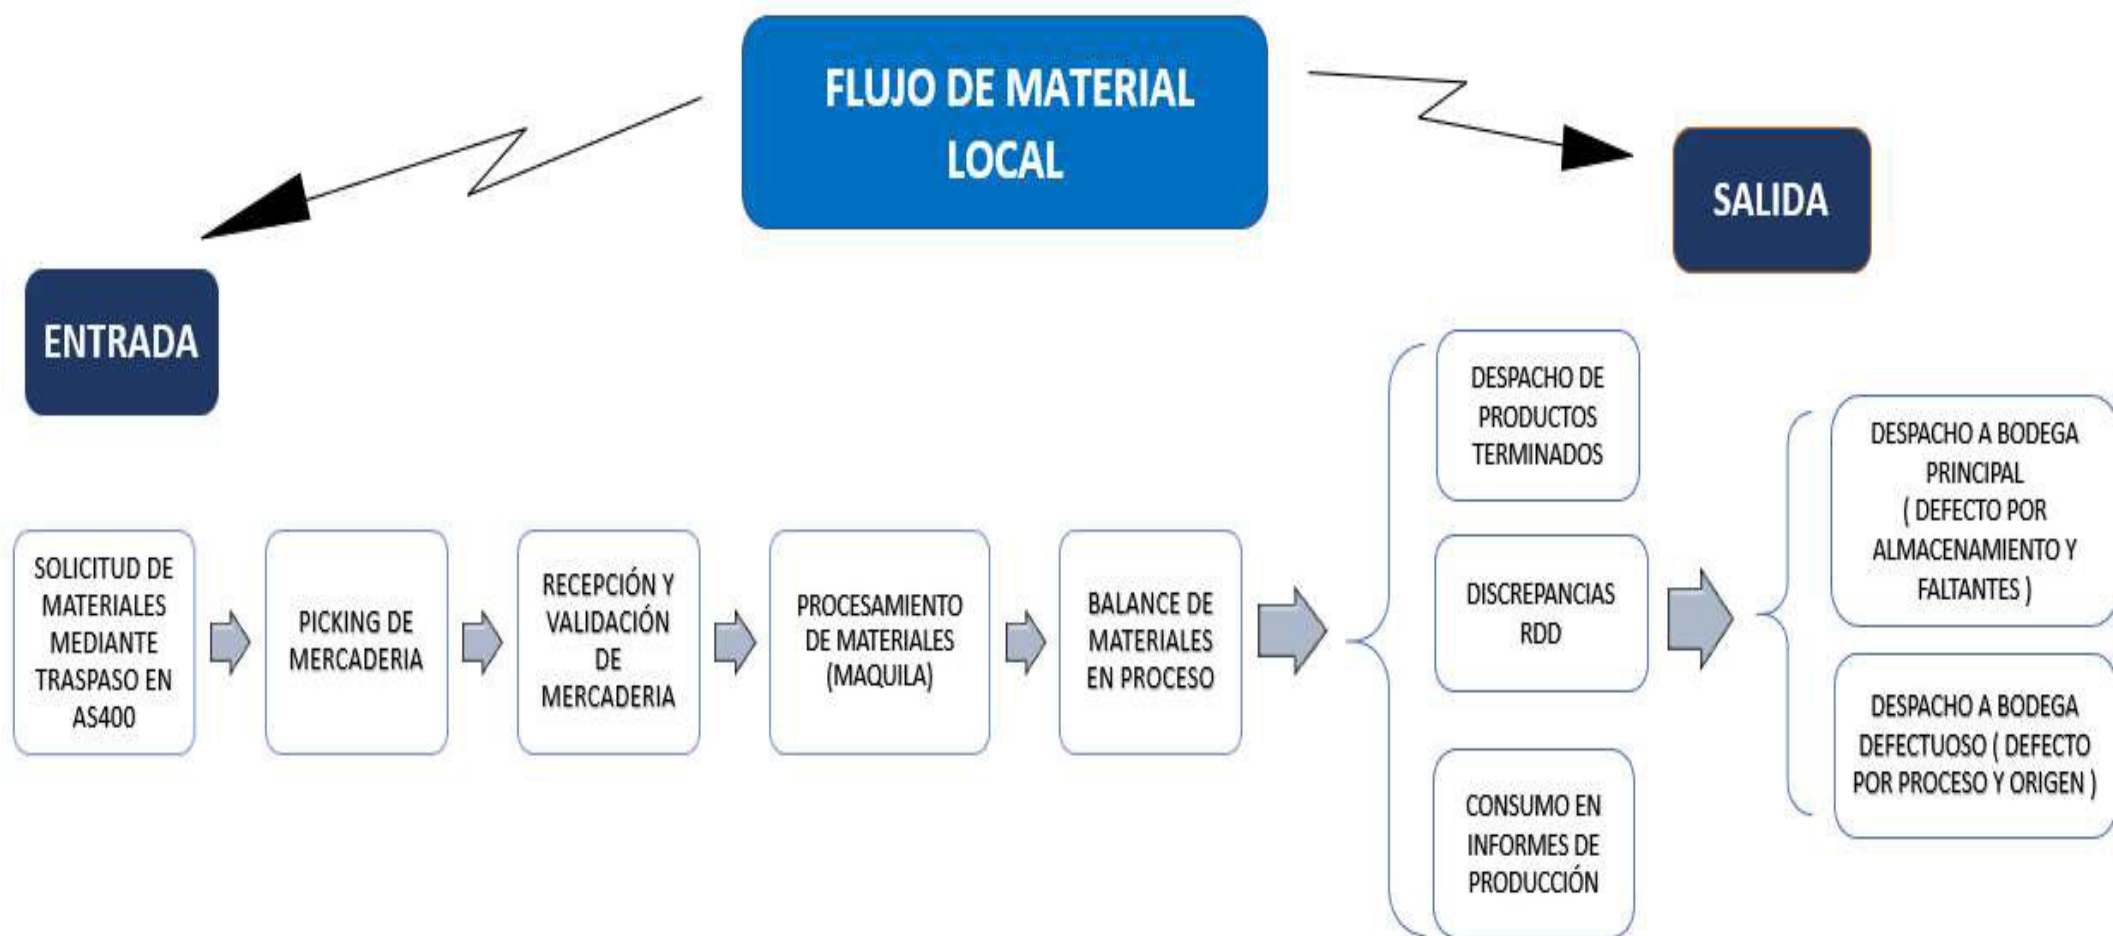 FLUJO DE MATERIAL
LOCAL
SALIDA
ENTRADA
SOLICITUD DE
MATERIALES
MEDIANTE
TRASPASO EN
AS400
PICKING DE
MERCADERIA
RECEPCIÓN Y
VALIDACIÓN
DE
MERCADERIA
PROCESAMIENTO
DE MATERIALES
(MAQUILA)
BALANCE DE
MATERIALES
EN PROCESO
DESPACHO DE
PRODUCTOS
TERMINADOS
DISCREPANCIAS
RDD
CONSUMO EN
INFORMES DE
PRODUCCIÓN
DESPACHO A BODEGA
PRINCIPAL
( DEFECTO POR
ALMACENAMIENTO Y
FALTANTES )
DESPACHO A BODEGA
DEFECTUOSO ( DEFECTO
POR PROCESO Y ORIGEN )